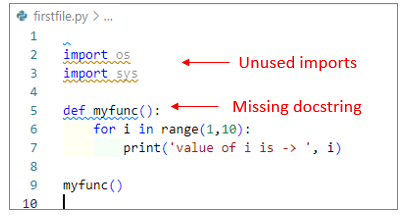 firstfile.py > ...
1
2 import os
3 import sys
Unused imports
4
5 def myfunc():
Missing docstring
6     for i in range(1,10):
7         print('value of i is -> ', i)
8
9 myfunc()
10